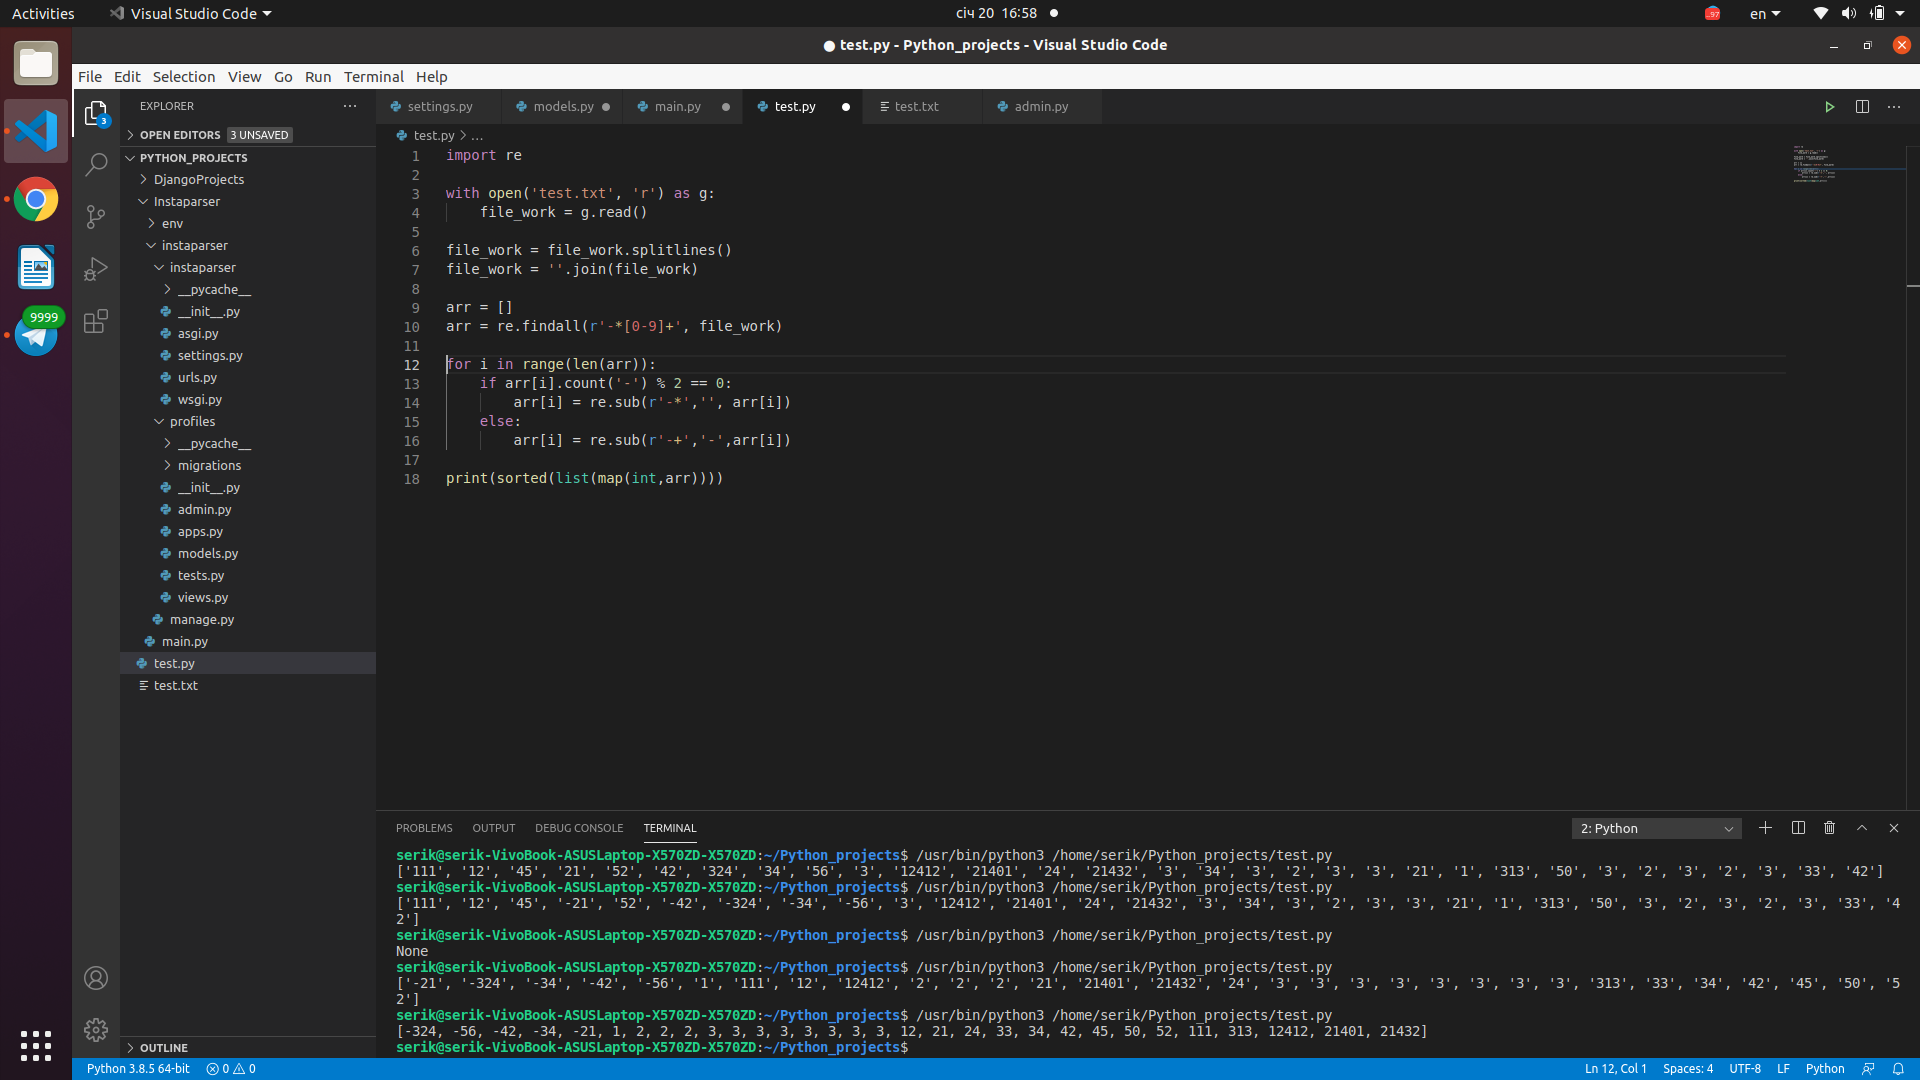 Activities
Visual Studio Code
січ 20 16:58
en
test.py - Python_projects - Visual Studio Code
File Edit Selection View Go Run Terminal Help
EXPLORER
OPEN EDITORS 3 UNSAVED
PYTHON_PROJECTS
DjangoProjects
Instaparser
env
instaparser
instaparser
__pycache__
__init__.py
asgi.py
settings.py
urls.py
wsgi.py
profiles
__pycache__
migrations
__init__.py
admin.py
apps.py
models.py
tests.py
views.py
manage.py
main.py
test.py
test.txt
OUTLINE
3
9999
settings.py models.py main.py test.py test.txt admin.py
test.py > ...
1 import re
2
3 with open('test.txt', 'r') as g:
4 file_work = g.read()
5
6 file_work = file_work.splitlines()
7 file_work = ''.join(file_work)
8
9 arr = []
10 arr = re.findall(r'-*[0-9]+', file_work)
11
12 for i in range(len(arr)):
13 if arr[i].count('-') % 2 == 0:
14 arr[i] = re.sub(r'-*','', arr[i])
15 else:
16 arr[i] = re.sub(r'-+','-',arr[i])
17
18 print(sorted(list(map(int,arr))))
PROBLEMS OUTPUT DEBUG CONSOLE TERMINAL
2: Python
serik@serik-VivoBook-ASUSLaptop-X570ZD-X570ZD:~/Python_projects$ /usr/bin/python3 /home/serik/Python_projects/test.py
['111', '12', '45', '21', '52', '42', '324', '34', '56', '3', '12412', '21401', '24', '21432', '3', '34', '3', '2', '3', '3', '21', '1', '313', '50', '3', '2', '3', '2', '3', '33', '42']
serik@serik-VivoBook-ASUSLaptop-X570ZD-X570ZD:~/Python_projects$ /usr/bin/python3 /home/serik/Python_projects/test.py
['111', '12', '45', '-21', '52', '-42', '-324', '-34', '-56', '3', '12412', '21401', '24', '21432', '3', '34', '3', '2', '3', '3', '21', '1', '313', '50', '3', '2', '3', '2', '3', '33', '4
2']
serik@serik-VivoBook-ASUSLaptop-X570ZD-X570ZD:~/Python_projects$ /usr/bin/python3 /home/serik/Python_projects/test.py
None
serik@serik-VivoBook-ASUSLaptop-X570ZD-X570ZD:~/Python_projects$ /usr/bin/python3 /home/serik/Python_projects/test.py
['-21', '-324', '-34', '-42', '-56', '1', '111', '12', '12412', '2', '2', '2', '21', '21401', '21432', '24', '3', '3', '3', '3', '3', '3', '3', '3', '313', '33', '34', '42', '45', '50', '5
2']
serik@serik-VivoBook-ASUSLaptop-X570ZD-X570ZD:~/Python_projects$ /usr/bin/python3 /home/serik/Python_projects/test.py
[-324, -56, -42, -34, -21, 1, 2, 2, 2, 3, 3, 3, 3, 3, 3, 3, 3, 12, 21, 24, 33, 34, 42, 45, 50, 52, 111, 313, 12412, 21401, 21432]
serik@serik-VivoBook-ASUSLaptop-X570ZD-X570ZD:~/Python_projects$
Python 3.8.5 64-bit 0 0
Ln 12, Col 1 Spaces: 4 UTF-8 LF Python